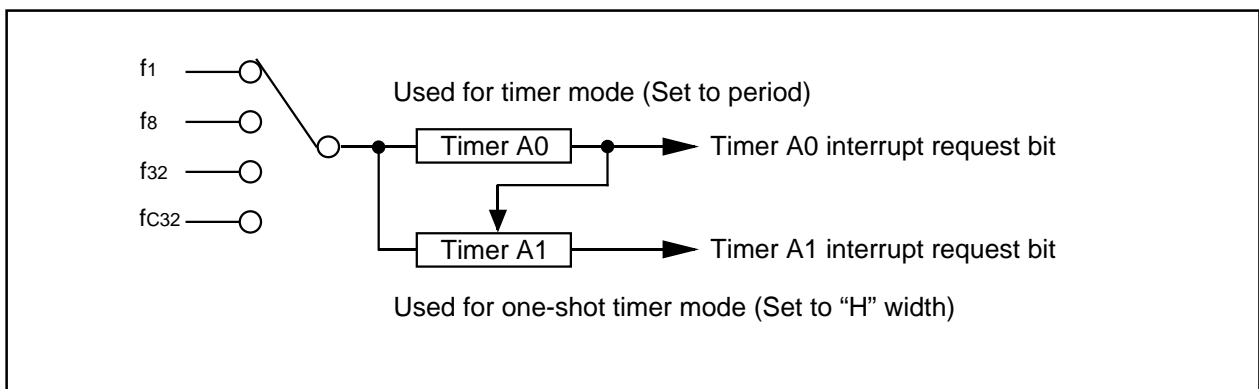 f1
f8
f32
fC32
Used for timer mode (Set to period)
Timer A0
Timer A0 interrupt request bit
Timer A1
Timer A1 interrupt request bit
Used for one-shot timer mode (Set to “H” width)